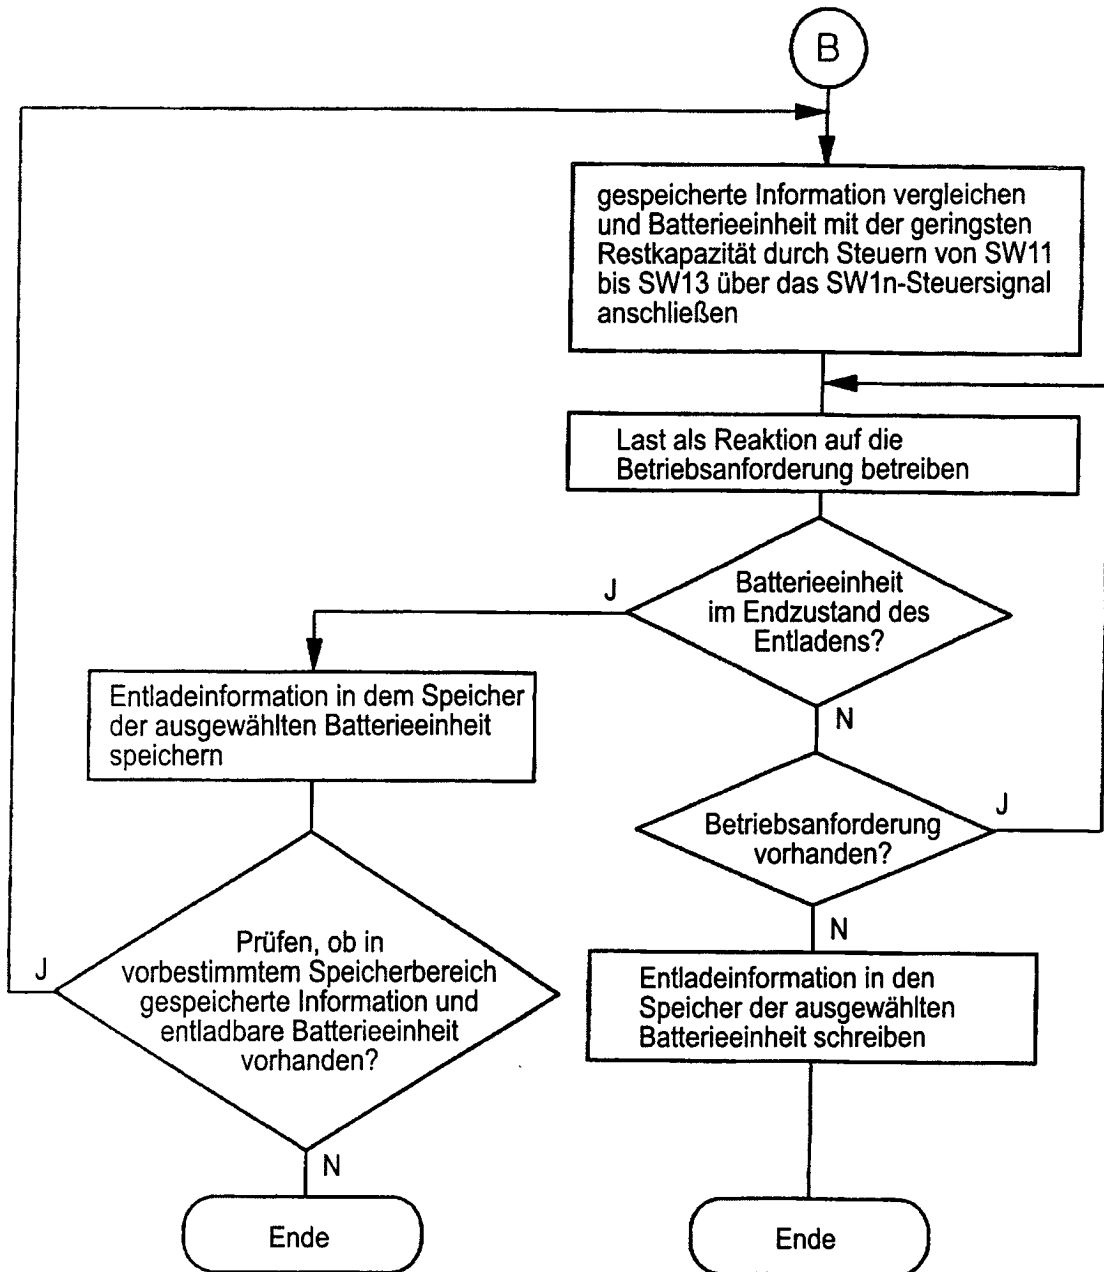 B
gespeicherte Information vergleichen
und Batterieeinheit mit der geringsten
Restkapazität durch Steuern von SW11
bis SW13 über das SW1n-Steuersignal
anschließen
Last als Reaktion auf die
Betriebsanforderung betreiben
Batterieeinheit
im Endzustand des
Entladens?
J
N
Entladeinformation in dem Speicher
der ausgewählten Batterieeinheit
speichern
Betriebsanforderung
vorhanden?
J
N
Prüfen, ob in
vorbestimmtem Speicherbereich
gespeicherte Information und
entladbare Batterieeinheit
vorhanden?
J
N
Entladeinformation in den
Speicher der ausgewählten
Batterieeinheit schreiben
Ende
Ende